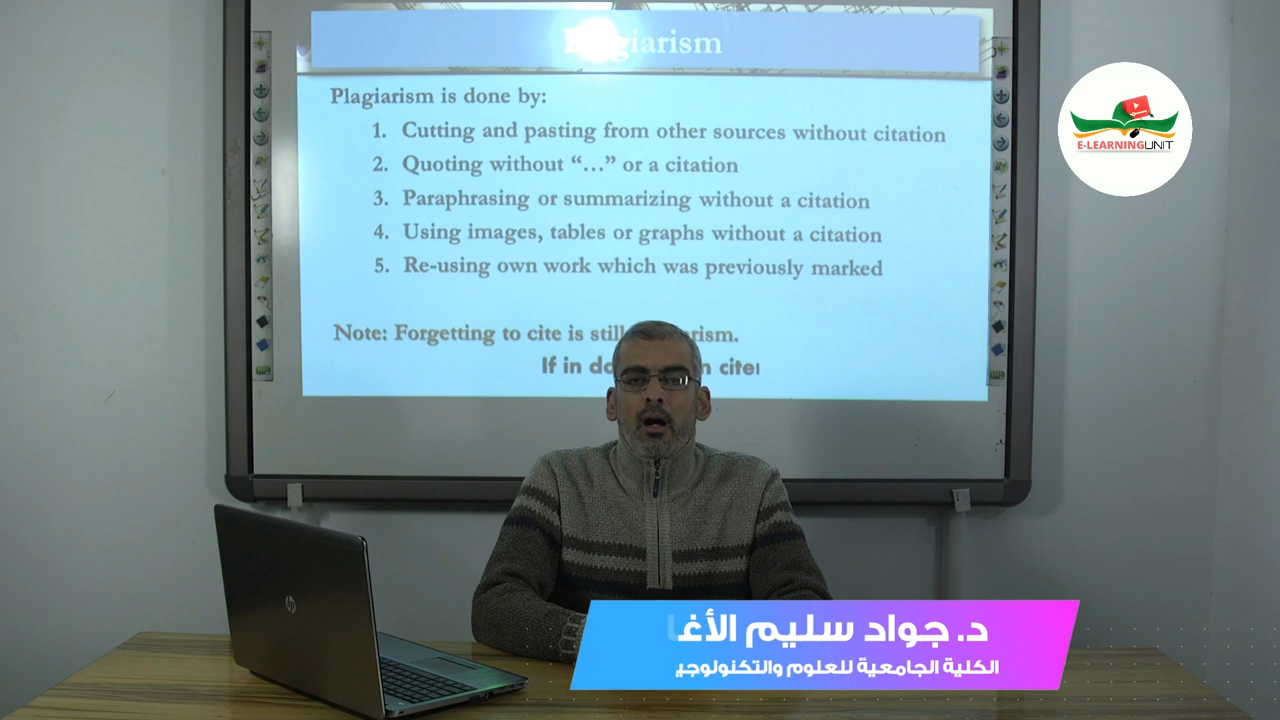 Plagiarism is done by:
1. Cutting and pasting from other sources without citation
2. Quoting without “...” or a citation
3. Paraphrasing or summarizing without a citation
4. Using images, tables or graphs without a citation
5. Re-using own work which was previously marked
Note: Forgetting to cite is
If in
E-LEARNINGUNIT
hp
د. جواد سليم الأغا
الكلية الجامعية للعلوم والتكنولوجي